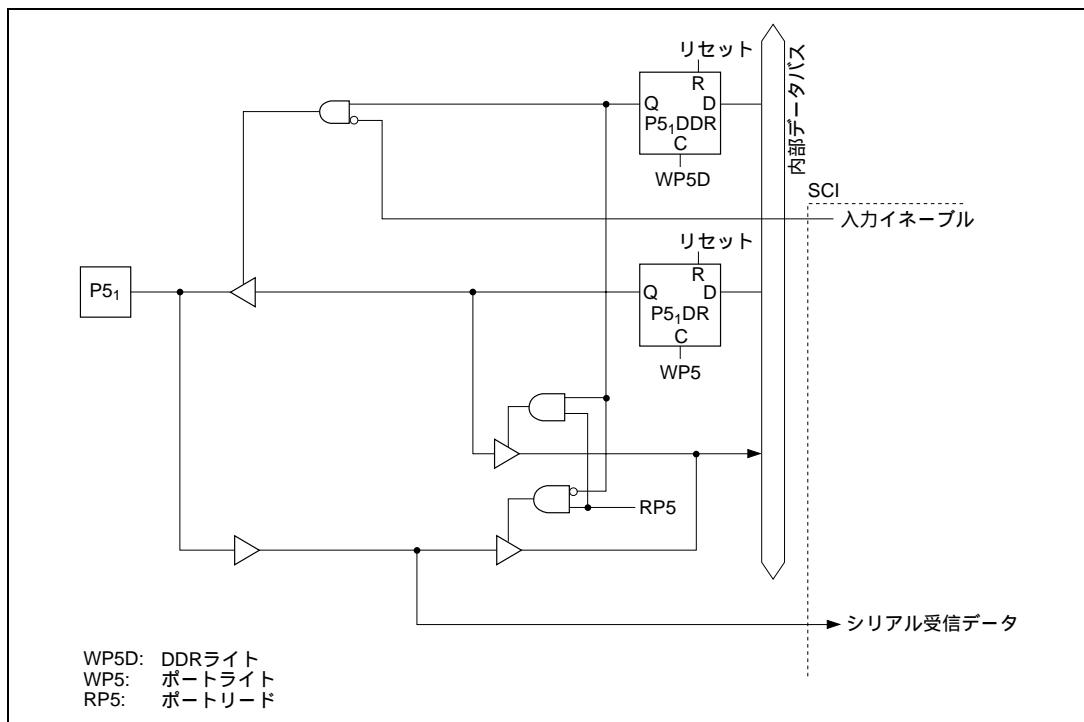 リセット
R
Q D
P5₁DDR
C
WP5D
内部データバス
SCI
入力イネーブル
リセット
R
Q D
P5₁DR
C
WP5
P5₁
RP5
シリアル受信データ
WP5D: DDRライト
WP5: ポートライト
RP5: ポートリード